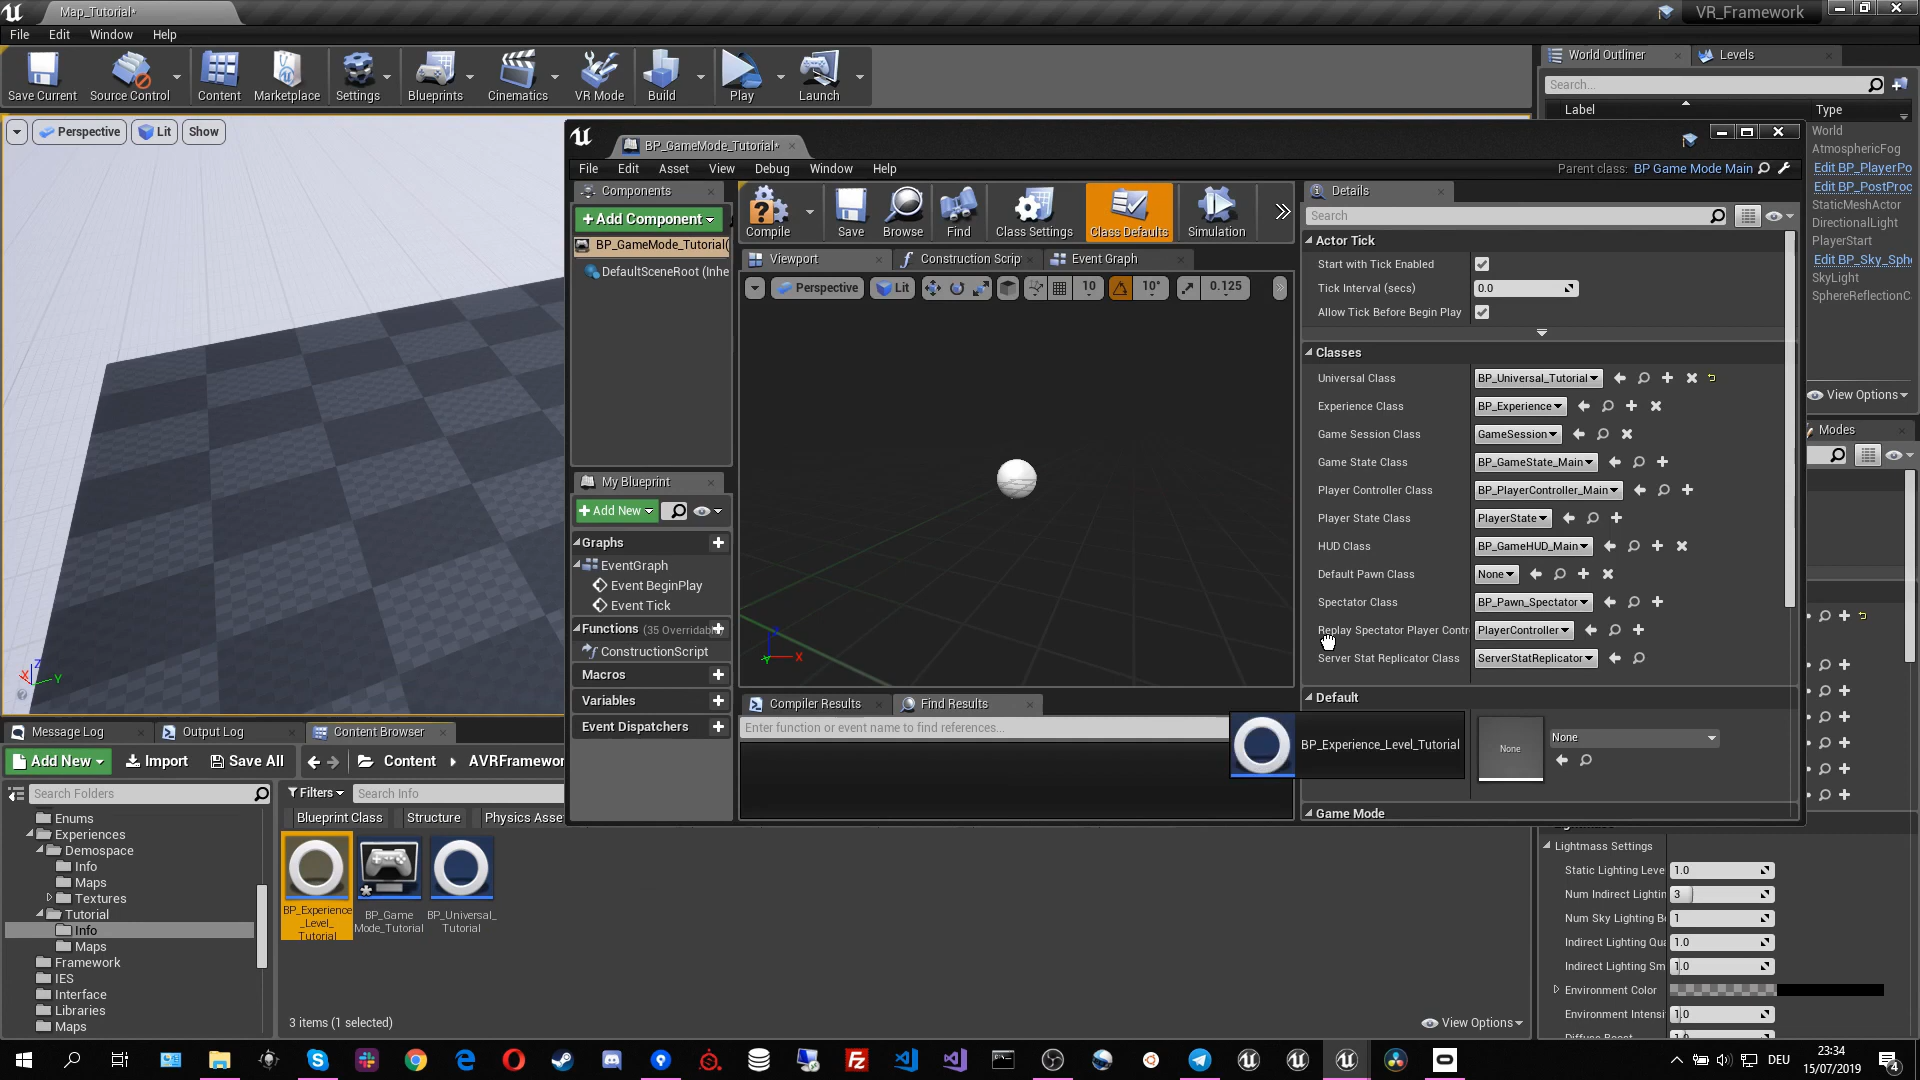 Map_Tutorial*
VR_Framework
File Edit Window Help
Save Current Source Control Content Marketplace Settings Blueprints Cinematics VR Mode Build Play Launch
Perspective Lit Show
World Outliner Levels
Search...
Label Type
World
AtmosphericFog
Edit BP_PlayerPo
Edit BP_PostProc
StaticMeshActor
DirectionalLight
PlayerStart
Edit BP_Sky_Sphe
SkyLight
SphereReflectionC
View Options
Modes
BP_GameMode_Tutorial*
File Edit Asset View Debug Window Help
Parent class: BP Game Mode Main
Components
+Add Component
BP_GameMode_Tutorial(
DefaultSceneRoot (Inhe
My Blueprint
+Add New
Graphs
EventGraph
Event BeginPlay
Event Tick
Functions (35 Overridabl
ConstructionScript
Macros
Variables
Event Dispatchers
Compile Save Browse Find Class Settings Class Defaults Simulation
Viewport Construction Scrip Event Graph
Perspective Lit 10 10° 0.125
Compiler Results Find Results
Enter function or event name to find references...
Details
Search
Actor Tick
Start with Tick Enabled
Tick Interval (secs) 0.0
Allow Tick Before Begin Play
Classes
Universal Class BP_Universal_Tutorial
Experience Class BP_Experience
Game Session Class GameSession
Game State Class BP_GameState_Main
Player Controller Class BP_PlayerController_Main
Player State Class PlayerState
HUD Class BP_GameHUD_Main
Default Pawn Class None
Spectator Class BP_Pawn_Spectator
Replay Spectator Player Contr PlayerController
Server Stat Replicator Class ServerStatReplicator
Default
None None
BP_Experience_Level_Tutorial
Game Mode
Message Log Output Log Content Browser
Add New Import Save All Content AVRFramewor
Search Folders
Filters Search Info
Blueprint Class Structure Physics Asse
Enums
Experiences
Demospace
Info
Maps
Textures
Tutorial
Info
Maps
Framework
IES
Interface
Libraries
Maps
BP_Experience
_Level_
Tutorial
BP_Game
Mode_Tutorial
BP_Universal_
Tutorial
3 items (1 selected)
View Options
Lightmass Settings
Static Lighting Leve 1.0
Num Indirect Lightin 3
Num Sky Lighting B 1
Indirect Lighting Qua 1.0
Indirect Lighting Sm 1.0
Environment Color
Environment Intensi 1.0
Diffuse Boost
DEU
23:34
15/07/2019
4